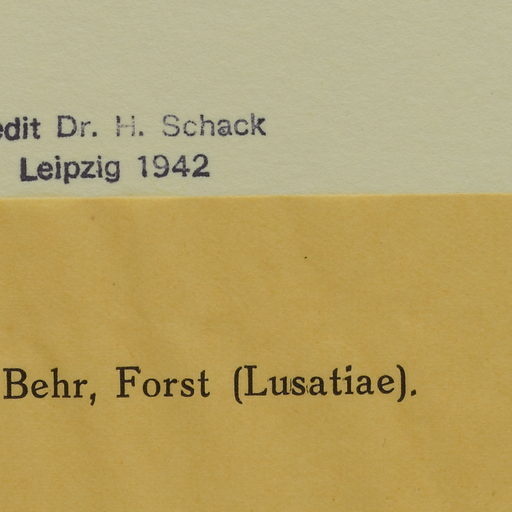 edit Dr. H. Schack
Leipzig 1942
Behr, Forst (Lusatiae).